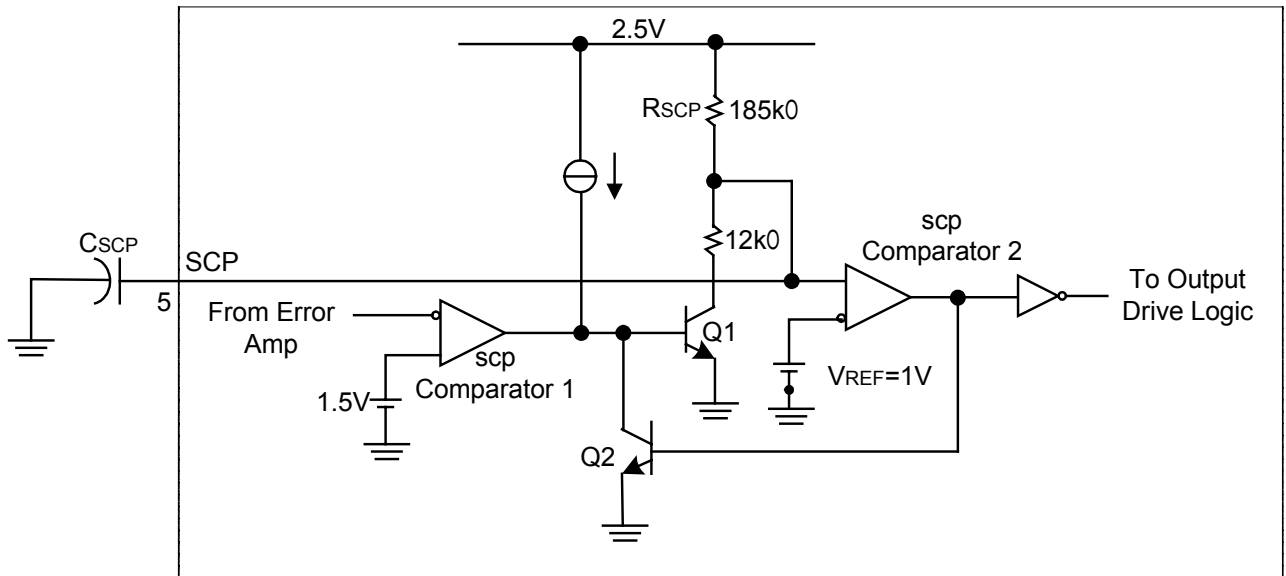 2.5V
RSCP
185k0
12k0
CSCP
SCP
5
scp
Comparator 2
To Output
Drive Logic
From Error
Amp
Q1
scp
Comparator 1
VREF=1V
1.5V
Q2